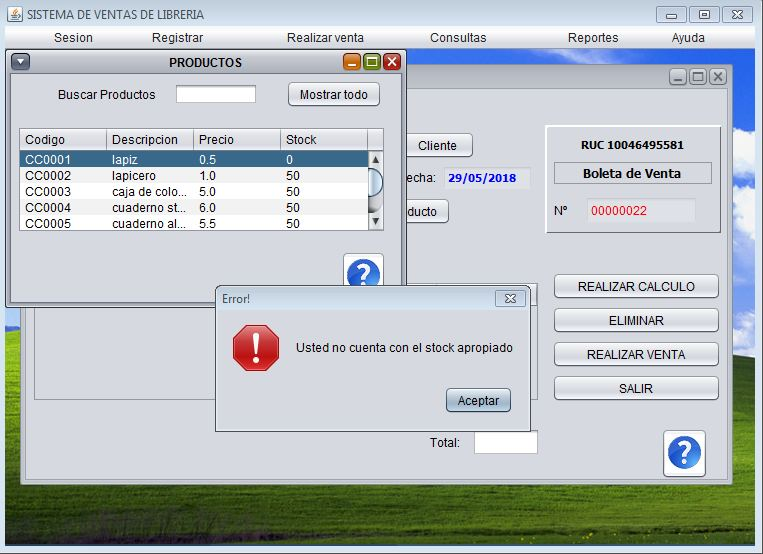 SISTEMA DE VENTAS DE LIBRERIA
Sesion Registrar Realizar venta Consultas Reportes Ayuda
PRODUCTOS
Buscar Productos Mostrar todo
Codigo Descripcion Precio Stock
CC0001 lapiz 0.5 0
CC0002 lapicero 1.0 50
CC0003 caja de colo... 5.0 50
CC0004 cuaderno st... 6.0 50
CC0005 cuaderno al... 5.5 50
?
Cliente
echa: 29/05/2018
ducto
RUC 10046495581
Boleta de Venta
N° 00000022
REALIZAR CALCULO
ELIMINAR
REALIZAR VENTA
SALIR
Error!
Usted no cuenta con el stock apropiado
Aceptar
Total:
?